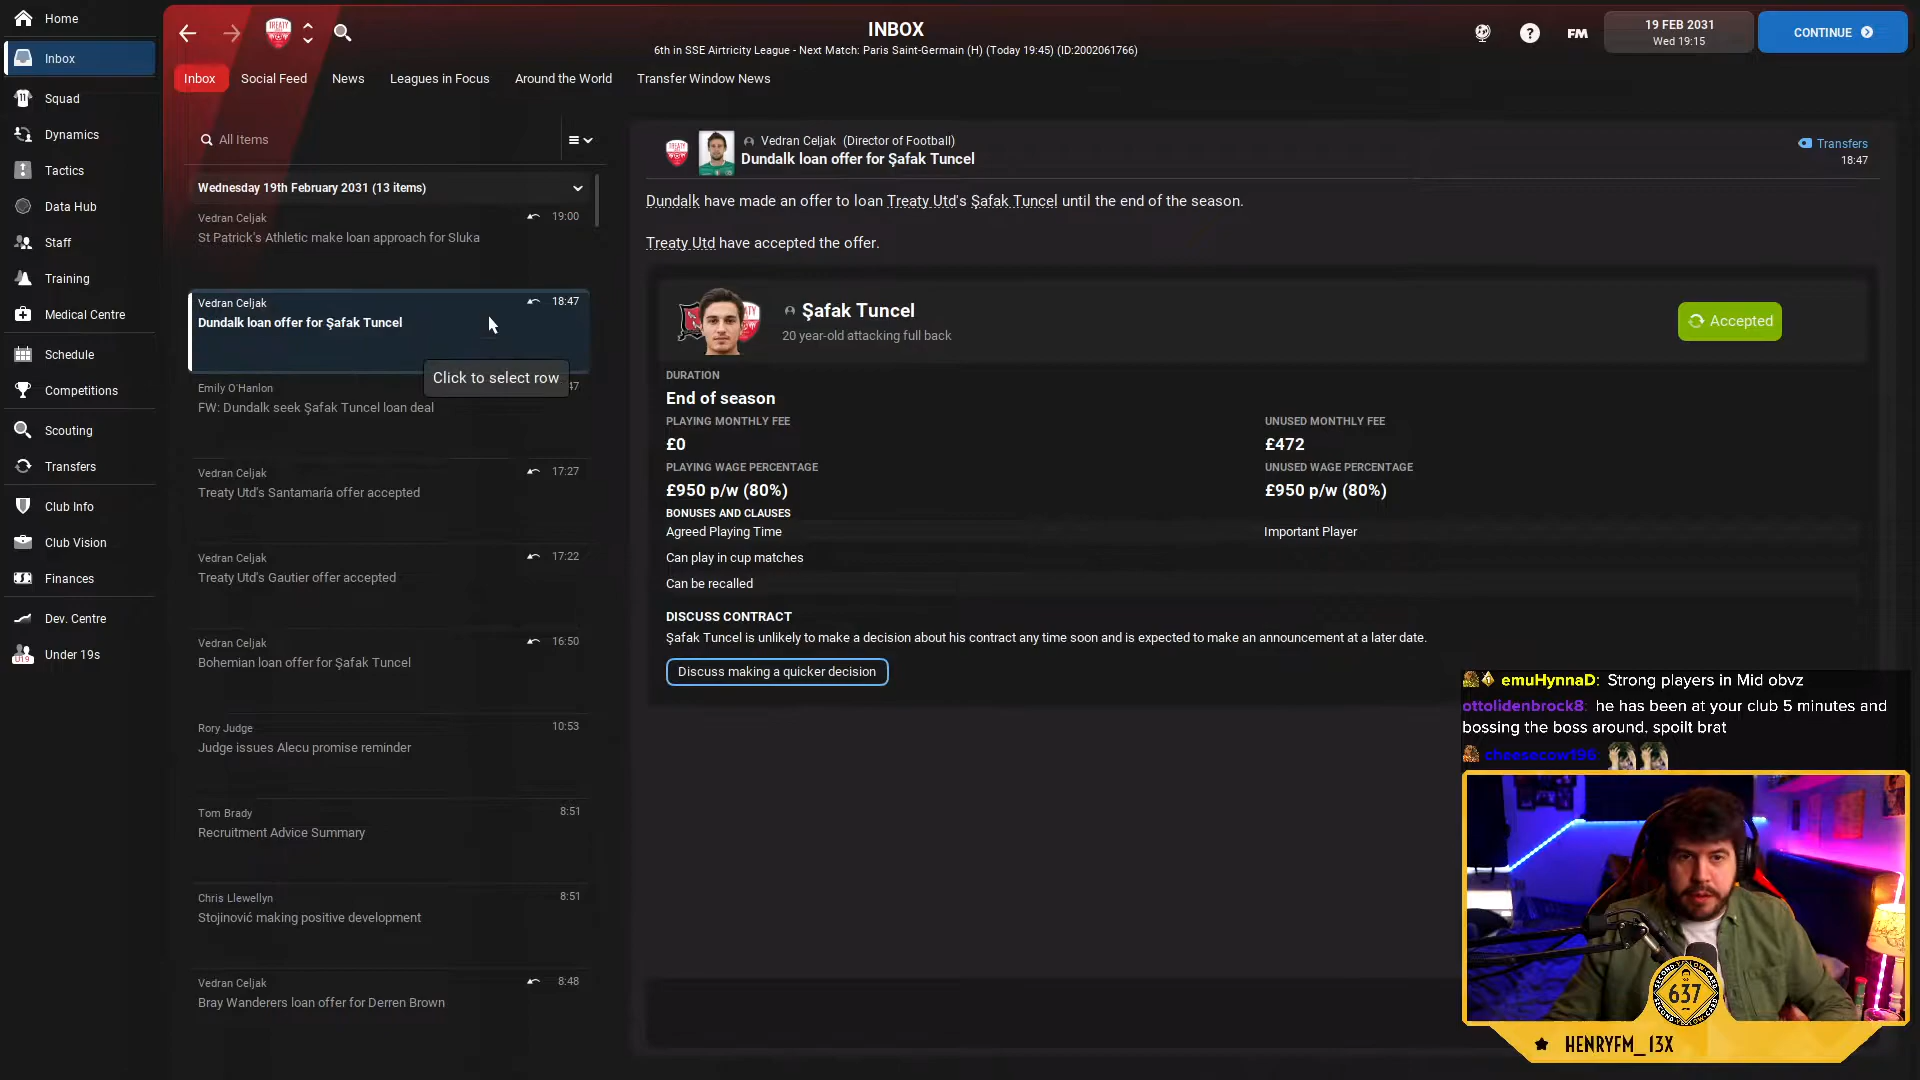 Home
Inbox
Squad
Dynamics
Tactics
Data Hub
Staff
Training
Medical Centre
Schedule
Competitions
Scouting
Transfers
Club Info
Club Vision
Finances
Dev. Centre
Under 19s
INBOX
6th in SSE Airtricity League - Next Match: Paris Saint-Germain (H) (Today 19:45) (ID:2002061766)
FM
19 FEB 2031
Wed 19:15
CONTINUE
Inbox
Social Feed
News
Leagues in Focus
Around the World
Transfer Window News
All Items
Wednesday 19th February 2031 (13 items)
Vedran Celjak 19:00
St Patrick's Athletic make loan approach for Sluka
Vedran Celjak 18:47
Dundalk loan offer for Şafak Tuncel
Click to select row
Emily O'Hanlon 47
FW: Dundalk seek Şafak Tuncel loan deal
Vedran Celjak 17:27
Treaty Utd's Santamaría offer accepted
Vedran Celjak 17:22
Treaty Utd's Gautier offer accepted
Vedran Celjak 16:50
Bohemian loan offer for Şafak Tuncel
Rory Judge 10:53
Judge issues Alecu promise reminder
Tom Brady 8:51
Recruitment Advice Summary
Chris Llewellyn 8:51
Stojinović making positive development
Vedran Celjak 8:48
Bray Wanderers loan offer for Derren Brown
Vedran Celjak (Director of Football)
Dundalk loan offer for Şafak Tuncel
Transfers
18:47
Dundalk have made an offer to loan Treaty Utd's Şafak Tuncel until the end of the season.
Treaty Utd have accepted the offer.
Şafak Tuncel
20 year-old attacking full back
Accepted
DURATION
End of season
PLAYING MONTHLY FEE
£0
UNUSED MONTHLY FEE
£472
PLAYING WAGE PERCENTAGE
£950 p/w (80%)
UNUSED WAGE PERCENTAGE
£950 p/w (80%)
BONUSES AND CLAUSES
Agreed Playing Time
Important Player
Can play in cup matches
Can be recalled
DISCUSS CONTRACT
Şafak Tuncel is unlikely to make a decision about his contract any time soon and is expected to make an announcement at a later date.
Discuss making a quicker decision
emuHynnaD: Strong players in Mid obvz
ottolidenbrock8: he has been at your club 5 minutes and
bossing the boss around. spoilt brat
cheesecow196:
637
HENRYFM_13X